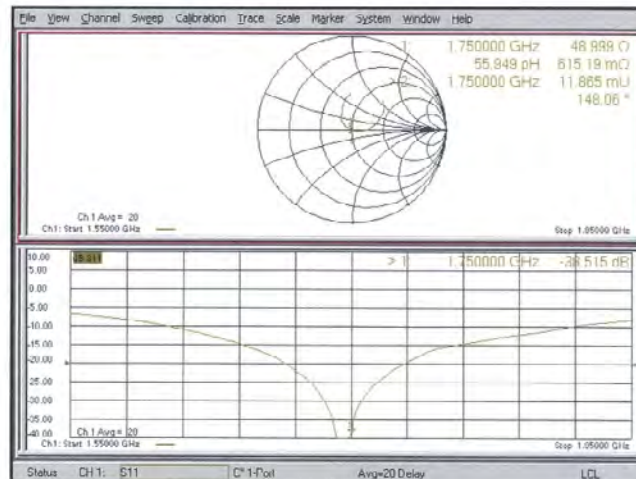 File View Channel Sweep Calibration Trace Scale Marker System Window Help
1: 1.750000 GHz 48.999 Ω
55.949 pH 615.19 mΩ
1.750000 GHz 11.865 mU
148.06 °
Ch 1 Avg = 20
Ch1: Start 1.55000 GHz
Stop 1.95000 GHz
10.00
5.00
0.00
-5.00
-10.00
-15.00
-20.00
-25.00
-30.00
-35.00
-40.00
> 1: 1.750000 GHz -38.515 dB
Ch 1 Avg = 20
Ch1: Start 1.55000 GHz
Stop 1.95000 GHz
Status CH 1: S11 C* 1-Port Avg=20 Delay LCL